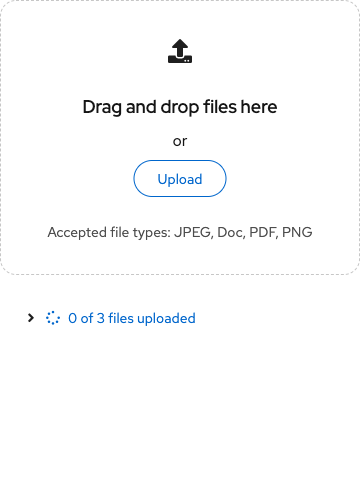 Drag and drop files here
or
Upload
Accepted file types: JPEG, Doc, PDF, PNG
0 of 3 files uploaded